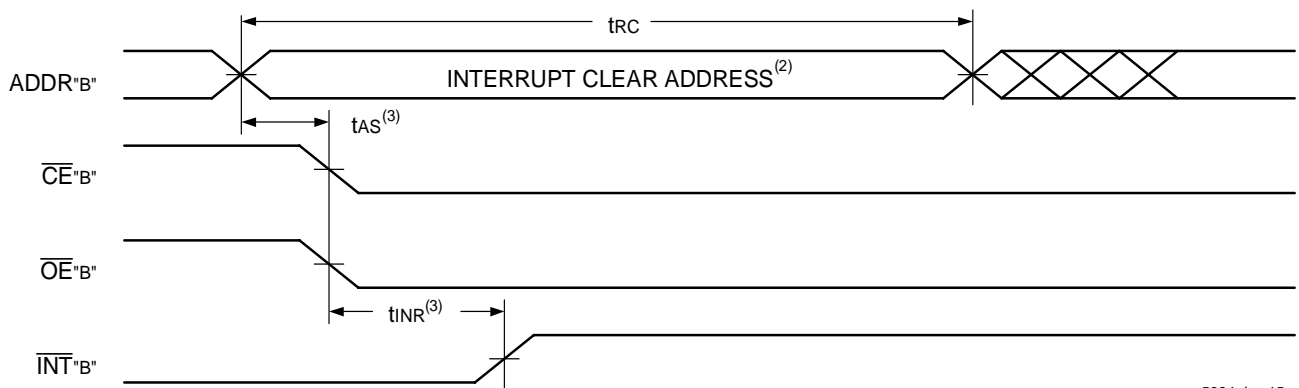 tRC
ADDR"B"
INTERRUPT CLEAR ADDRESS(2)
tAS(3)
CE"B"
OE"B"
tINR(3)
INT"B"